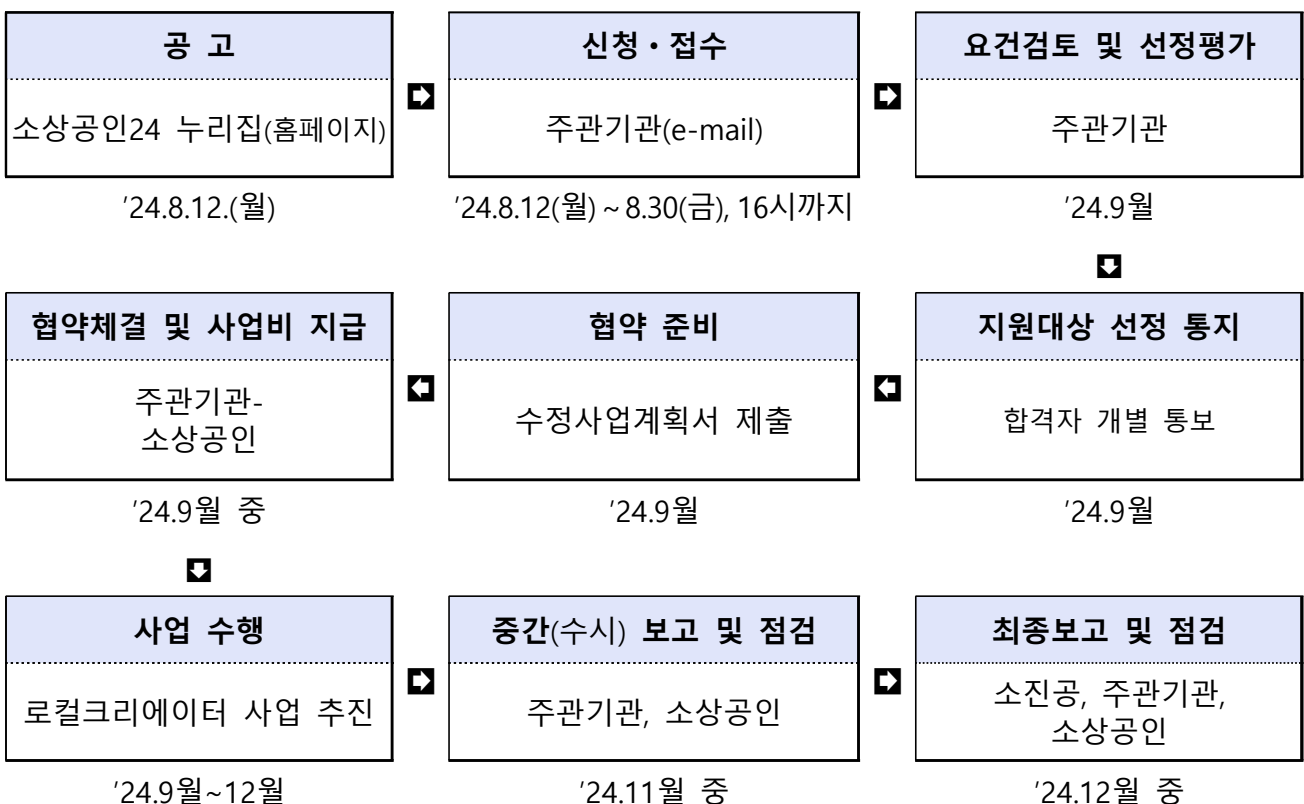 공 고
소상공인24 누리집(홈페이지)
'24.8.12.(월)
신청・접수
주관기관(e-mail)
'24.8.12(월) ~ 8.30(금), 16시까지
요건검토 및 선정평가
주관기관
'24.9월
지원대상 선정 통지
합격자 개별 통보
'24.9월
협약 준비
수정사업계획서 제출
'24.9월
협약체결 및 사업비 지급
주관기관-
소상공인
'24.9월 중
사업 수행
로컬크리에이터 사업 추진
'24.9월~12월
중간(수시) 보고 및 점검
주관기관, 소상공인
'24.11월 중
최종보고 및 점검
소진공, 주관기관,
소상공인
'24.12월 중